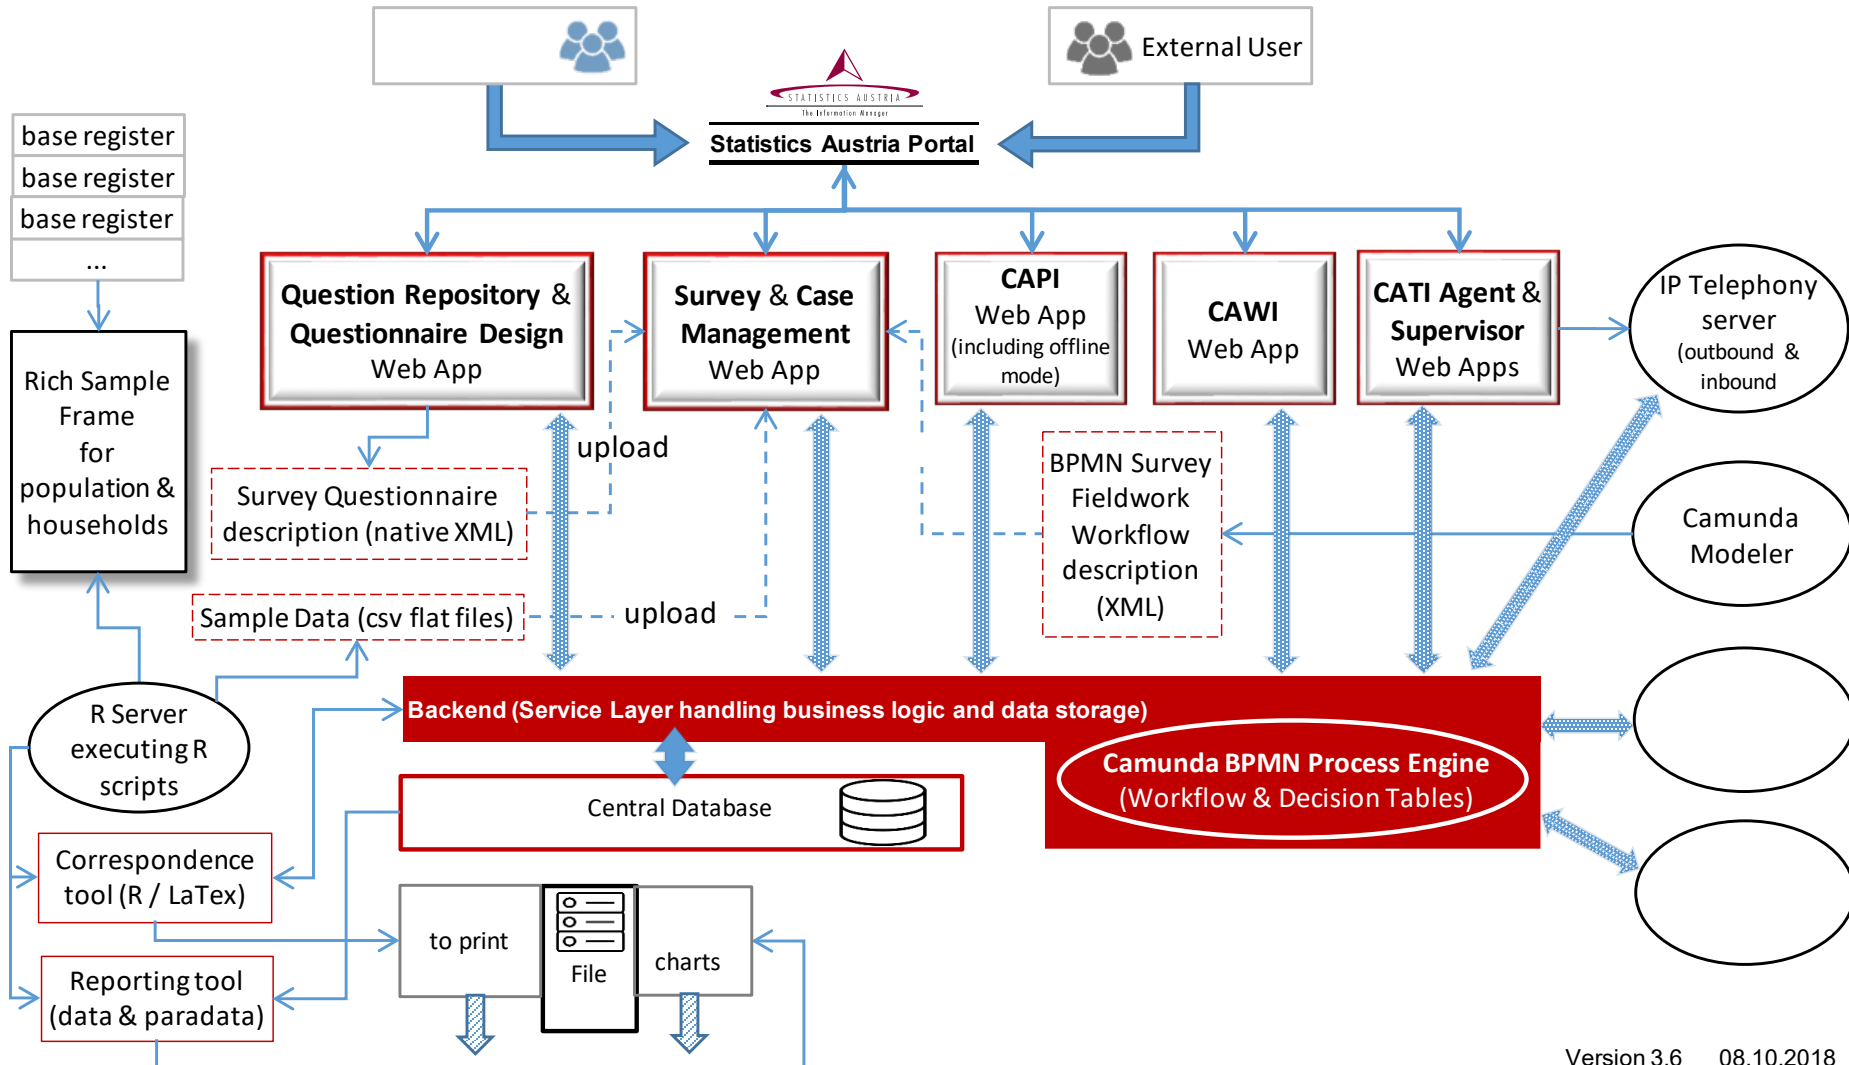 External User
STATISTICS AUSTRIA
The Information Manager
Statistics Austria Portal
base register
base register
base register
...
Question Repository &
Questionnaire Design
Web App
Survey & Case
Management
Web App
CAPI
Web App
(including offline
mode)
CAWI
Web App
CATI Agent &
Supervisor
Web Apps
IP Telephony
server
(outbound &
inbound
Rich Sample
Frame
for
population &
households
upload
Survey Questionnaire
description (native XML)
BPMN Survey
Fieldwork
Workflow
description
(XML)
Camunda
Modeler
Sample Data (csv flat files)
upload
R Server
executing R
scripts
Backend (Service Layer handling business logic and data storage)
Camunda BPMN Process Engine
(Workflow & Decision Tables)
Central Database
Correspondence
tool (R / LaTex)
to print
File
charts
Reporting tool
(data & paradata)
Version 3.6 08.10.2018